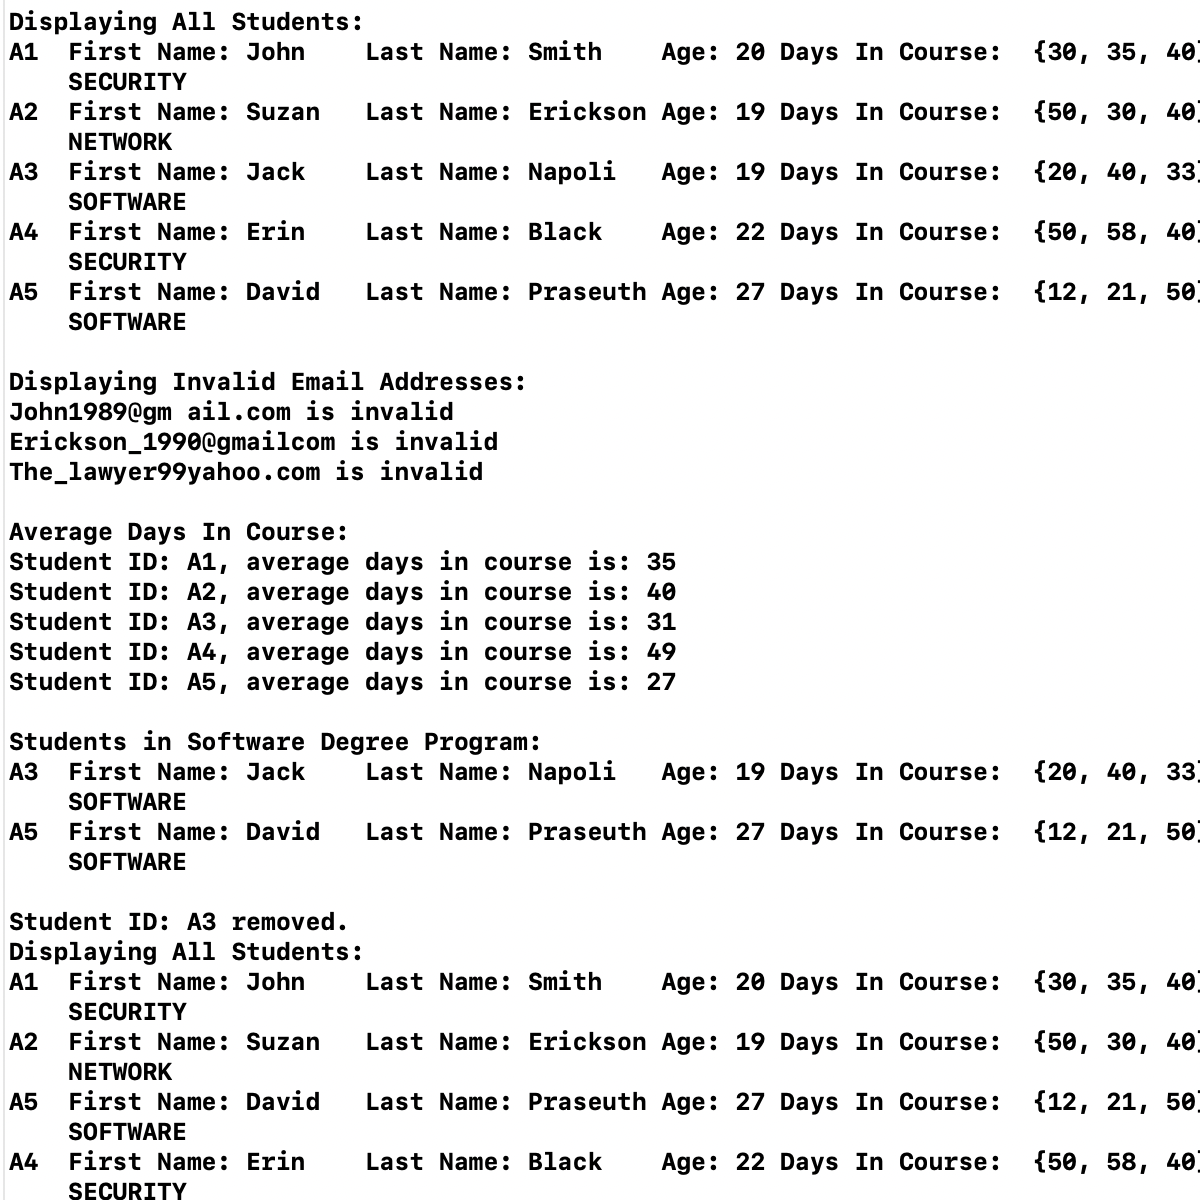 Displaying All Students:
A1  First Name: John    Last Name: Smith    Age: 20 Days In Course:  {30, 35, 40}
    SECURITY
A2  First Name: Suzan   Last Name: Erickson Age: 19 Days In Course:  {50, 30, 40}
    NETWORK
A3  First Name: Jack    Last Name: Napoli   Age: 19 Days In Course:  {20, 40, 33}
    SOFTWARE
A4  First Name: Erin    Last Name: Black    Age: 22 Days In Course:  {50, 58, 40}
    SECURITY
A5  First Name: David   Last Name: Praseuth Age: 27 Days In Course:  {12, 21, 50}
    SOFTWARE

Displaying Invalid Email Addresses:
John1989@gm ail.com is invalid
Erickson_1990@gmailcom is invalid
The_lawyer99yahoo.com is invalid

Average Days In Course:
Student ID: A1, average days in course is: 35
Student ID: A2, average days in course is: 40
Student ID: A3, average days in course is: 31
Student ID: A4, average days in course is: 49
Student ID: A5, average days in course is: 27

Students in Software Degree Program:
A3  First Name: Jack    Last Name: Napoli   Age: 19 Days In Course:  {20, 40, 33}
    SOFTWARE
A5  First Name: David   Last Name: Praseuth Age: 27 Days In Course:  {12, 21, 50}
    SOFTWARE

Student ID: A3 removed.
Displaying All Students:
A1  First Name: John    Last Name: Smith    Age: 20 Days In Course:  {30, 35, 40}
    SECURITY
A2  First Name: Suzan   Last Name: Erickson Age: 19 Days In Course:  {50, 30, 40}
    NETWORK
A5  First Name: David   Last Name: Praseuth Age: 27 Days In Course:  {12, 21, 50}
    SOFTWARE
A4  First Name: Erin    Last Name: Black    Age: 22 Days In Course:  {50, 58, 40}
    SECURITY